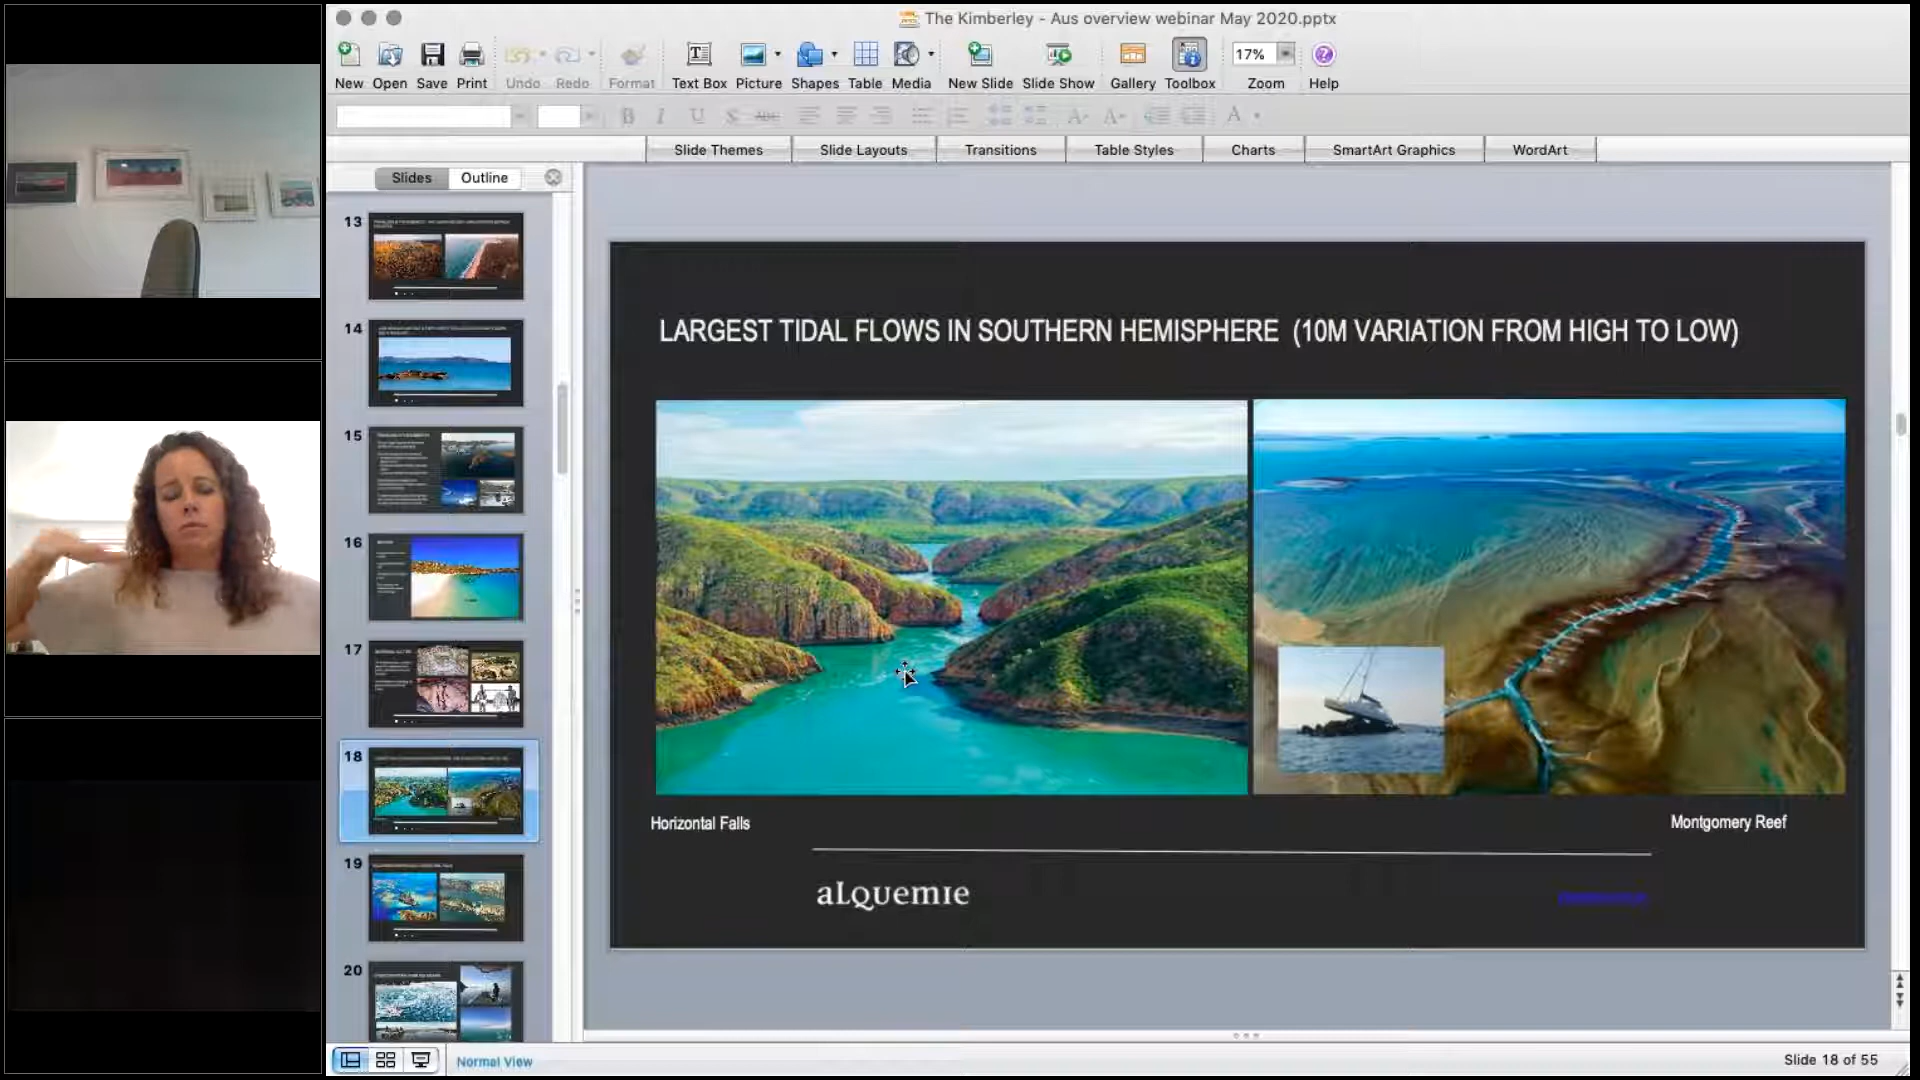 The Kimberley - Aus overview webinar May 2020.pptx
New Open Save Print Undo Redo Format Text Box Picture Shapes Table Media New Slide Slide Show Gallery Toolbox 17% Zoom Help
B I U S ABC A A A
Slide Themes Slide Layouts Transitions Table Styles Charts SmartArt Graphics WordArt
Slides Outline
13
14
15
16
17
18
19
20
LARGEST TIDAL FLOWS IN SOUTHERN HEMISPHERE (10M VARIATION FROM HIGH TO LOW)
Horizontal Falls
Montgomery Reef
aLQuemie
Normal View
Slide 18 of 55